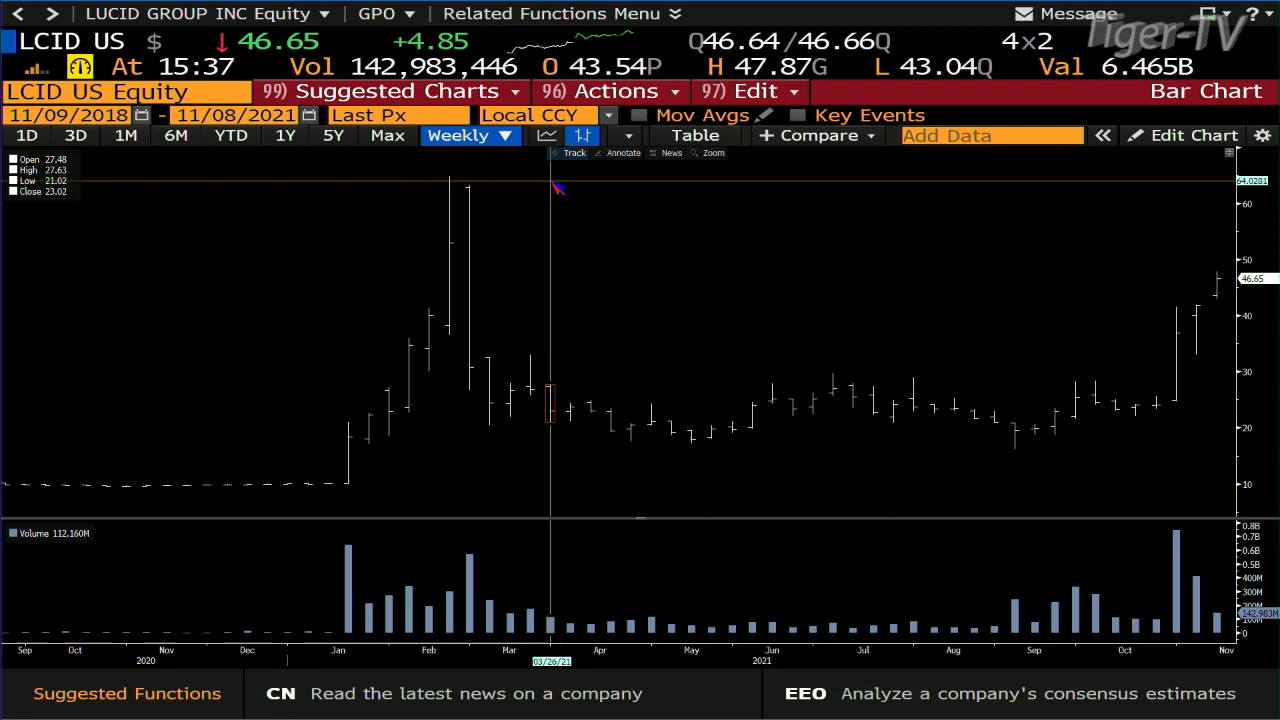 LUCID GROUP INC Equity GPO Related Functions Menu Message ?
Tiger-TV
LCID US $ 46.65 +4.85 Q46.64/46.66Q 4x2
At 15:37 Vol 142,983,446 O 43.54P H 47.87G L 43.04Q Val 6.465B
LCID US Equity 99) Suggested Charts 96) Actions 97) Edit Bar Chart
11/09/2018 - 11/08/2021 Last Px Local CCY Mov Avgs Key Events
1D 3D 1M 6M YTD 1Y 5Y Max Weekly Table + Compare Add Data Edit Chart
Track Annotate News Zoom
Open 27.48
High 27.63
Low 21.02
Close 23.02
64.0281
60
50
46.65
40
30
20
10
Volume 112.160M
0.8B
0.7B
0.6B
0.5B
400M
300M
200M
142.983M
100M
0
Sep Oct Nov Dec Jan Feb Mar Apr May Jun Jul Aug Sep Oct Nov
2020 03/26/21 2021
Suggested Functions CN Read the latest news on a company EEO Analyze a company's consensus estimates